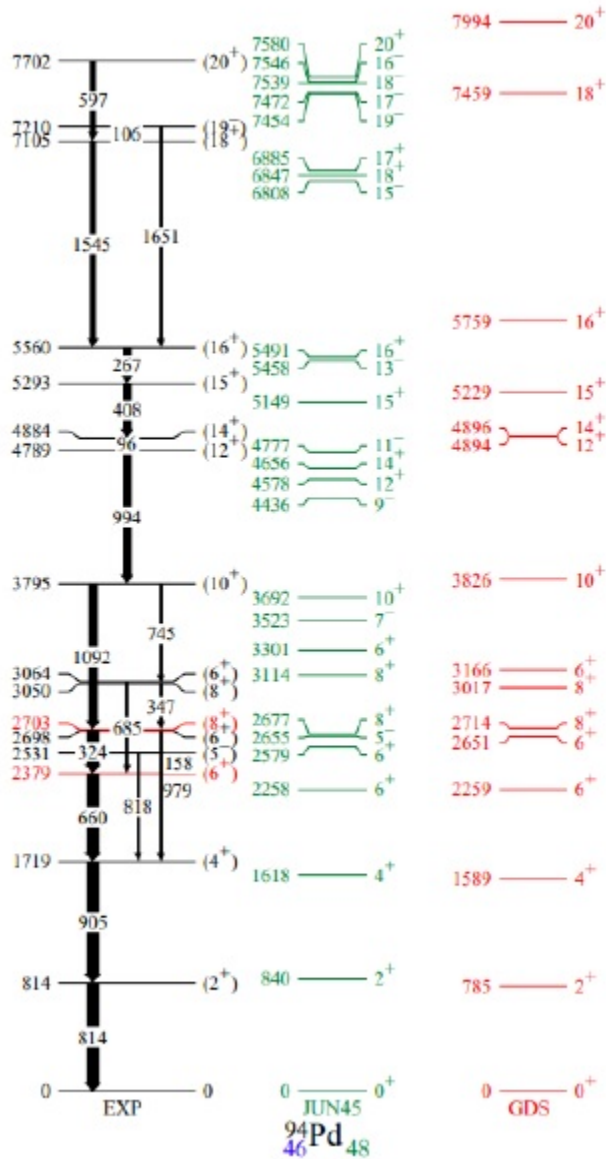 7994 20+
7580 20+
7702 (20+) 7546 16−
7539 18− 7459 18+
597 7472 17−
7210 (19−) 7454 19−
106
7105 (18+)
6885 17+
6847 18+
6808 15−
1545 1651
5759 16+
5560 (16+) 5491 16+
267 5458 13−
5293 (15+) 5229 15+
408 5149 15+
4884 (14+) 4896 14+
96 4777 11− 4894 12+
4789 (12+) 4656 14+
4578 12+
994 4436 9−
3795 (10+) 3826 10+
3692 10+
745 3523 7−
1092 3301 6+
3064 (6+) 3114 8+ 3166 6+
3050 (8+) 3017 8+
347
2703 685 (8+) 2677 8+ 2714 8+
2698 (6+) 2655 5− 2651 6+
2531 324 158 (5−) 2579 6+
2379 979 (6+)
818 2258 6+ 2259 6+
660
1719 (4+) 1618 4+ 1589 4+
905
814 (2+) 840 2+ 785 2+
814
0 0 0 0+ 0 0+
EXP JUN45 GDS
94
46 Pd 48